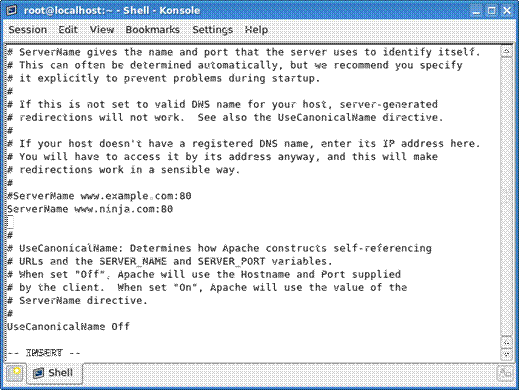 root@localhost:~ - Shell - Konsole
Session Edit View Bookmarks Settings Help
# ServerName gives the name and port that the server uses to identify itself.
# This can often be determined automatically, but we recommend you specify
# it explicitly to prevent problems during startup.
#
# If this is not set to valid DNS name for your host, server-generated
# redirections will not work.  See also the UseCanonicalName directive.
#
# If your host doesn't have a registered DNS name, enter its IP address here.
# You will have to access it by its address anyway, and this will make
# redirections work in a sensible way.
#
#ServerName www.example.com:80
ServerName www.ninja.com:80
#
# UseCanonicalName: Determines how Apache constructs self-referencing
# URLs and the SERVER_NAME and SERVER_PORT variables.
# When set "Off", Apache will use the Hostname and Port supplied
# by the client.  When set "On", Apache will use the value of the
# ServerName directive.
#
UseCanonicalName Off
-- INSERT --
Shell